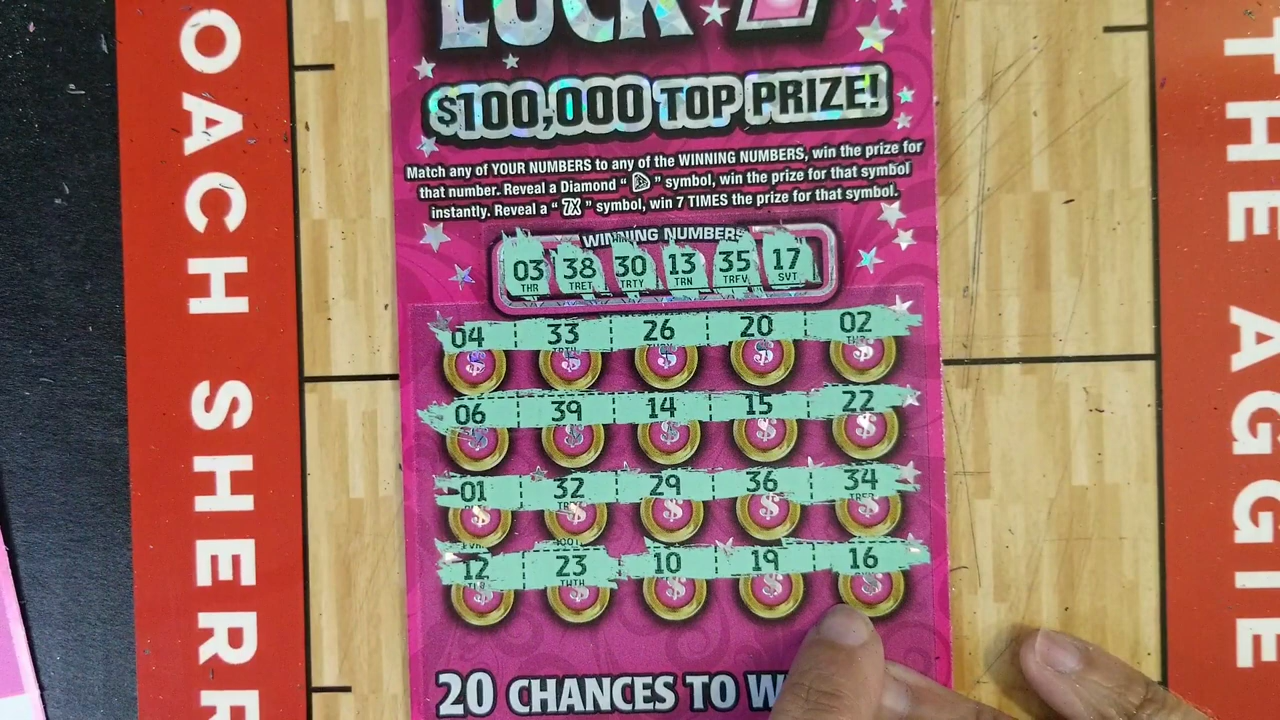 LUCK
$100,000 TOP PRIZE!
Match any of YOUR NUMBERS to any of the WINNING NUMBERS, win the prize for
that number. Reveal a Diamond “ ” symbol, win the prize for that symbol
instantly. Reveal a “ 7X ” symbol, win 7 TIMES the prize for that symbol.
WINNING NUMBERS
03 38 30 13 35 17
THR TRET TRTY TRN TRFV SVT
04 33 26 20 02
$ $ $ $ $
06 39 14 15 22
$ $ $ $ $
01 32 29 36 34
$ $ $ $ $
12 23 10 19 16
TWTH
$ $ $ $ $
20 CHANCES TO
OACH SHERR
THE AGGIE